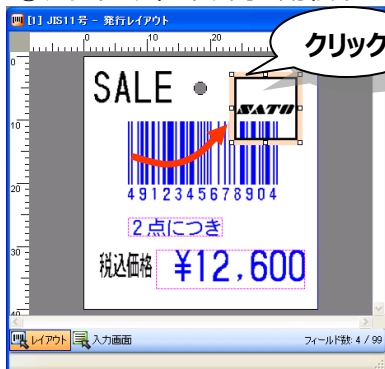 [1] JIS11号 - 発行レイアウト
クリック
0 10 20
SALE
SATO
10
4912345678904
20
2点につき
30
税込価格 ¥12,600
40
レイアウト 入力画面 フィールド数: 4 / 99